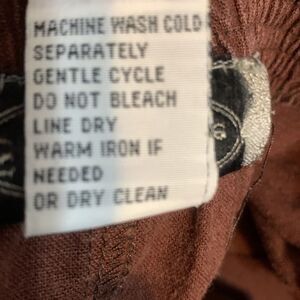 MACHINE WASH COLD
SEPARATELY
GENTLE CYCLE
DO NOT BLEACH
LINE DRY
WARM IRON IF
NEEDED
OR DRY CLEAN